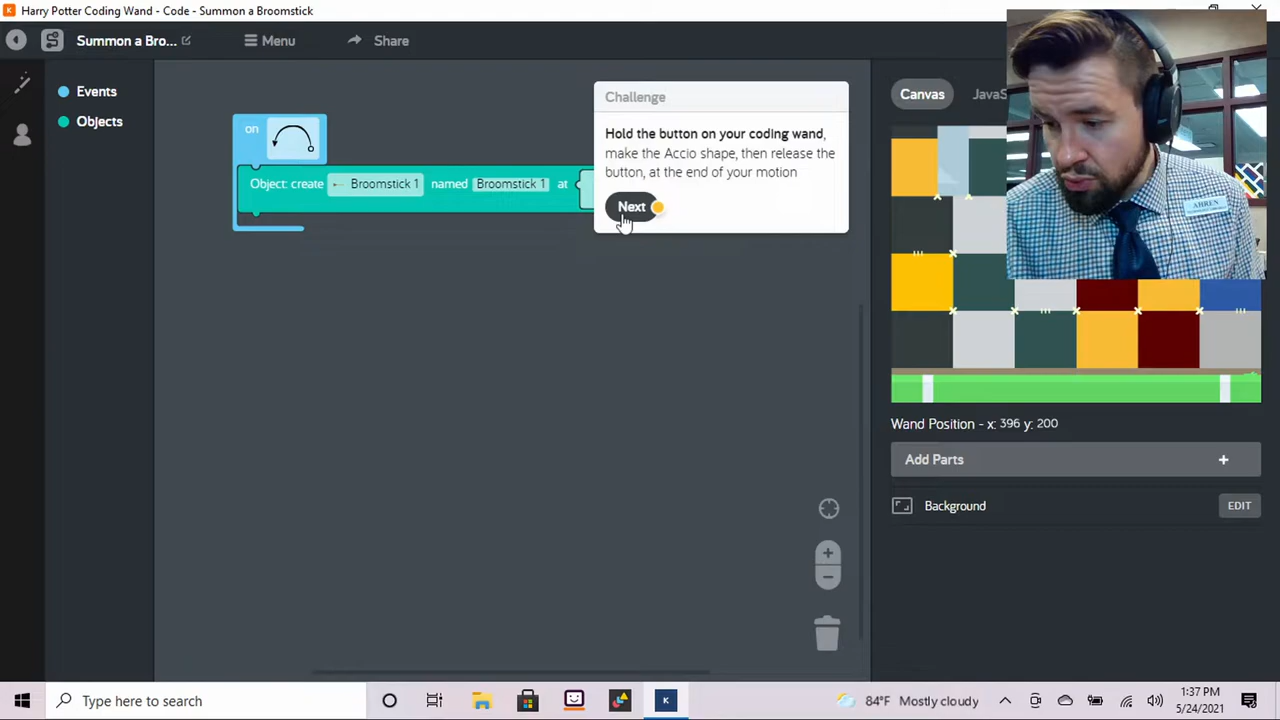 Harry Potter Coding Wand - Code - Summon a Broomstick
Summon a Bro...
Menu
Share
Events
Objects
on
Object: create Broomstick 1 named Broomstick 1 at
Challenge
Hold the button on your coding wand,
make the Accio shape, then release the
button, at the end of your motion
Next
Canvas
JavaS
AHREN
Wand Position - x: 396 y: 200
Add Parts
+
Background
EDIT
+
−
Type here to search
K
84°F Mostly cloudy
1:37 PM
5/24/2021